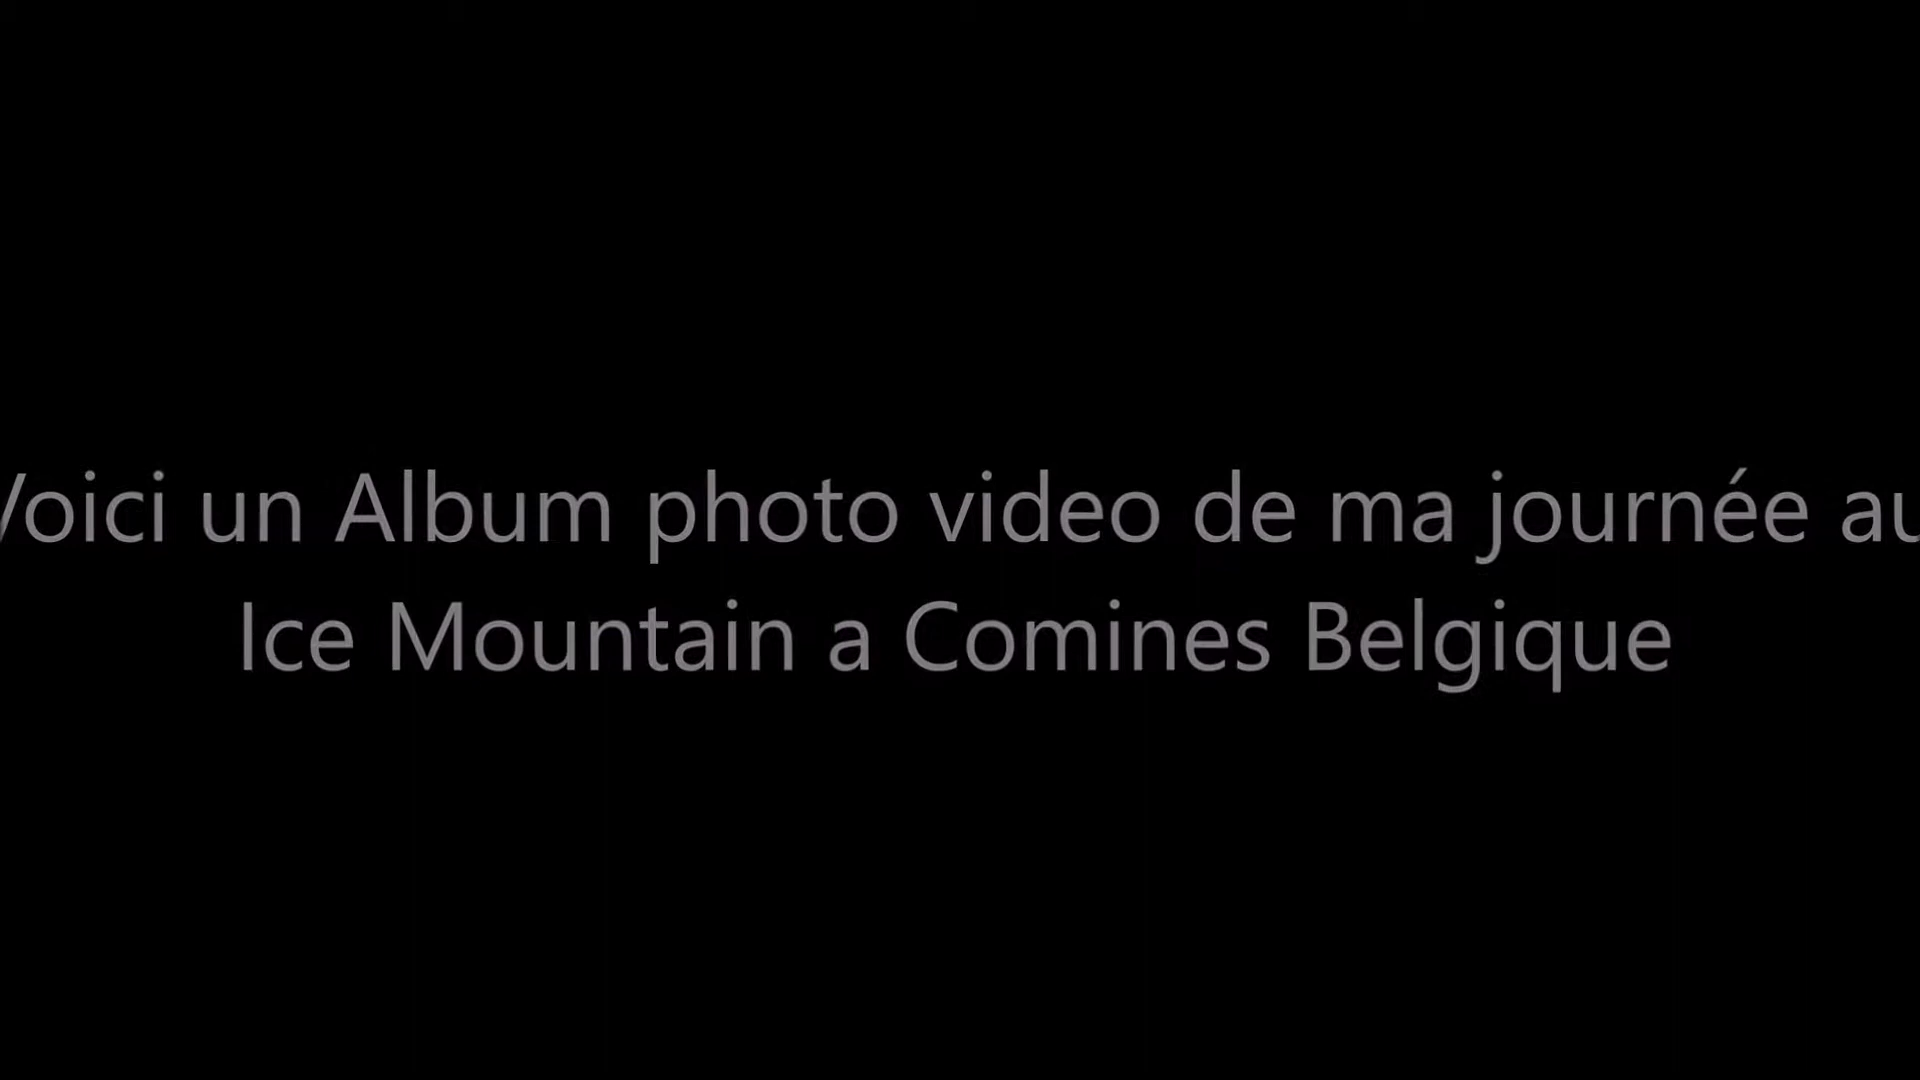 Voici un Album photo video de ma journée au
Ice Mountain a Comines Belgique